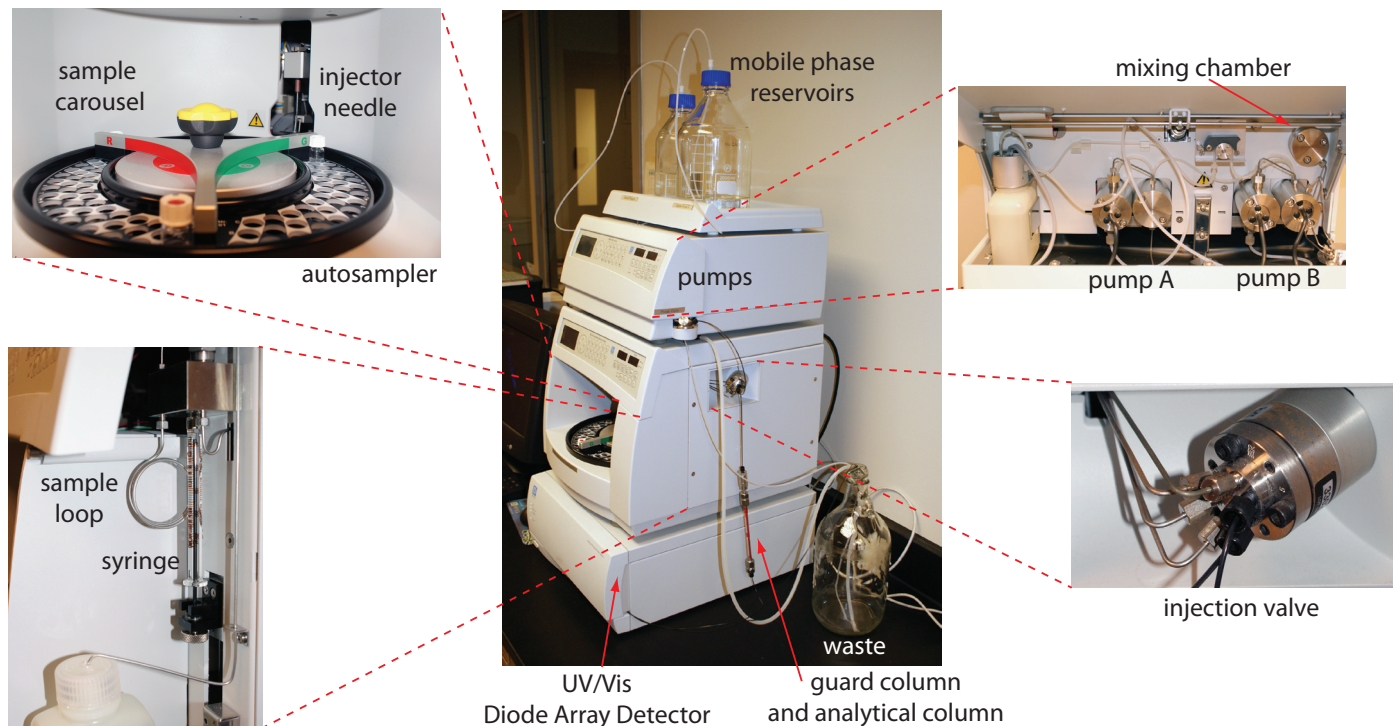 sample
carousel
injector
needle
R
G
autosampler
mobile phase
reservoirs
pumps
mixing chamber
pump A
pump B
sample
loop
syringe
injection valve
waste
UV/Vis
Diode Array Detector
guard column
and analytical column